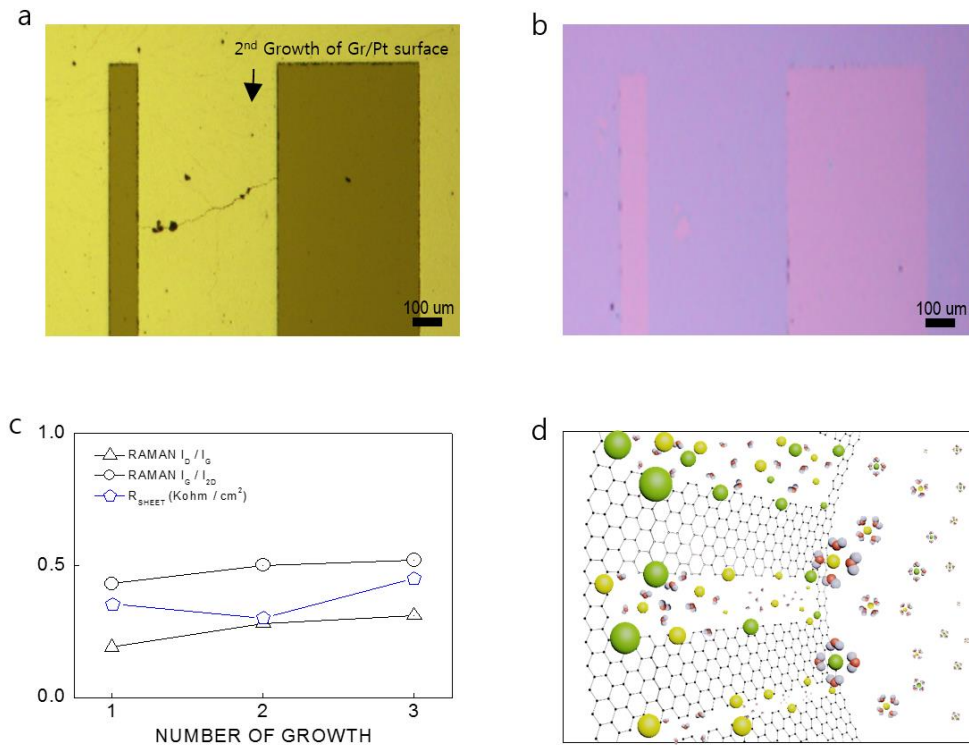 a
2nd Growth of Gr/Pt surface
100 um
b
100 um
c
1.0
0.5
0.0
RAMAN ID / IG
RAMAN IG / I2D
RSHEET (Kohm / cm2)
1 2 3
NUMBER OF GROWTH
d